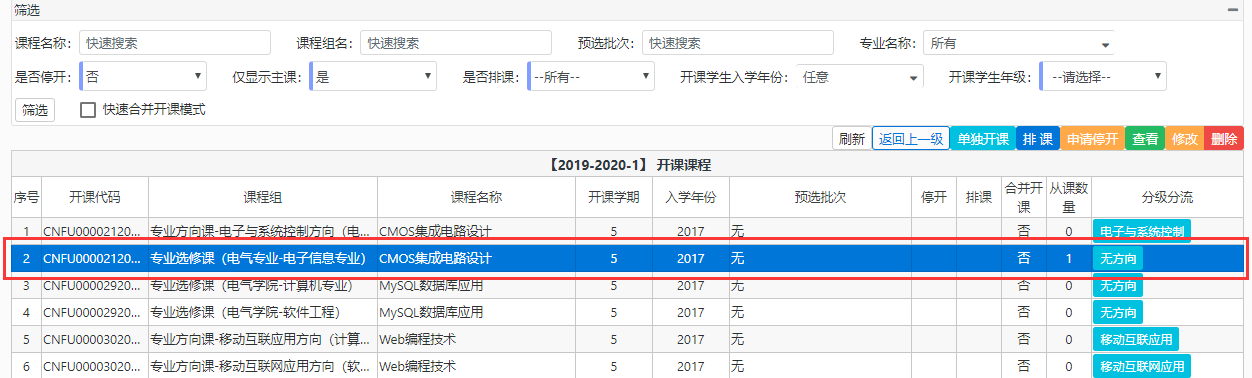 筛选
课程名称： 快速搜索 课程组名： 快速搜索 预选批次： 快速搜索 专业名称： 所有
是否停开： 否 仅显示主课： 是 是否排课： --所有-- 开课学生入学年份： 任意 开课学生年级： --请选择--
筛选 快速合并开课模式
刷新 返回上一级 单独开课 排 课 申请停开 查看 修改 删除
【2019-2020-1】 开课课程
序号 开课代码 课程组 课程名称 开课学期 入学年份 预选批次 停开 排课 合并开课 从课数量 分级分流
1 CNFU00002120... 专业方向课-电子与系统控制方向（电... CMOS集成电路设计 5 2017 无 否 0 电子与系统控制
2 CNFU00002120... 专业选修课（电气专业-电子信息专业） CMOS集成电路设计 5 2017 无 否 1 无方向
3 CNFU00002920... 专业选修课（电气学院-计算机专业） MySQL数据库应用 5 2017 无 否 0 无方向
4 CNFU00002920... 专业选修课（电气学院-软件工程） MySQL数据库应用 5 2017 无 否 0 无方向
5 CNFU00003020... 专业方向课-移动互联应用方向（计算... Web编程技术 5 2017 无 否 0 移动互联应用
6 CNFU00003020... 专业方向课-移动互联网应用方向（软... Web编程技术 5 2017 无 否 0 移动互联网应用